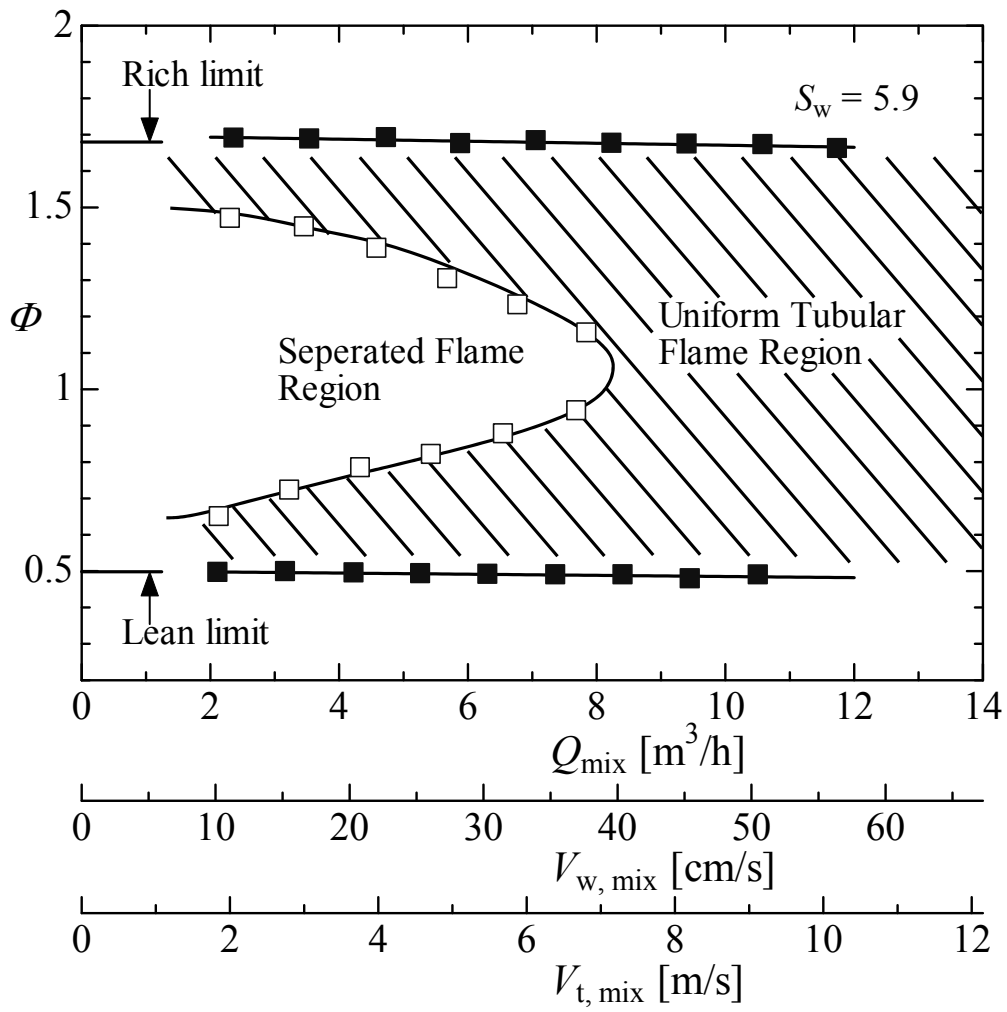 2
Rich limit
S_w = 5.9
1.5
Φ
Uniform Tubular
Flame Region
Seperated Flame
Region
1
0.5
Lean limit
0 2 4 6 8 10 12 14
Q_mix [m³/h]
0 10 20 30 40 50 60
V_w, mix [cm/s]
0 2 4 6 8 10 12
V_t, mix [m/s]